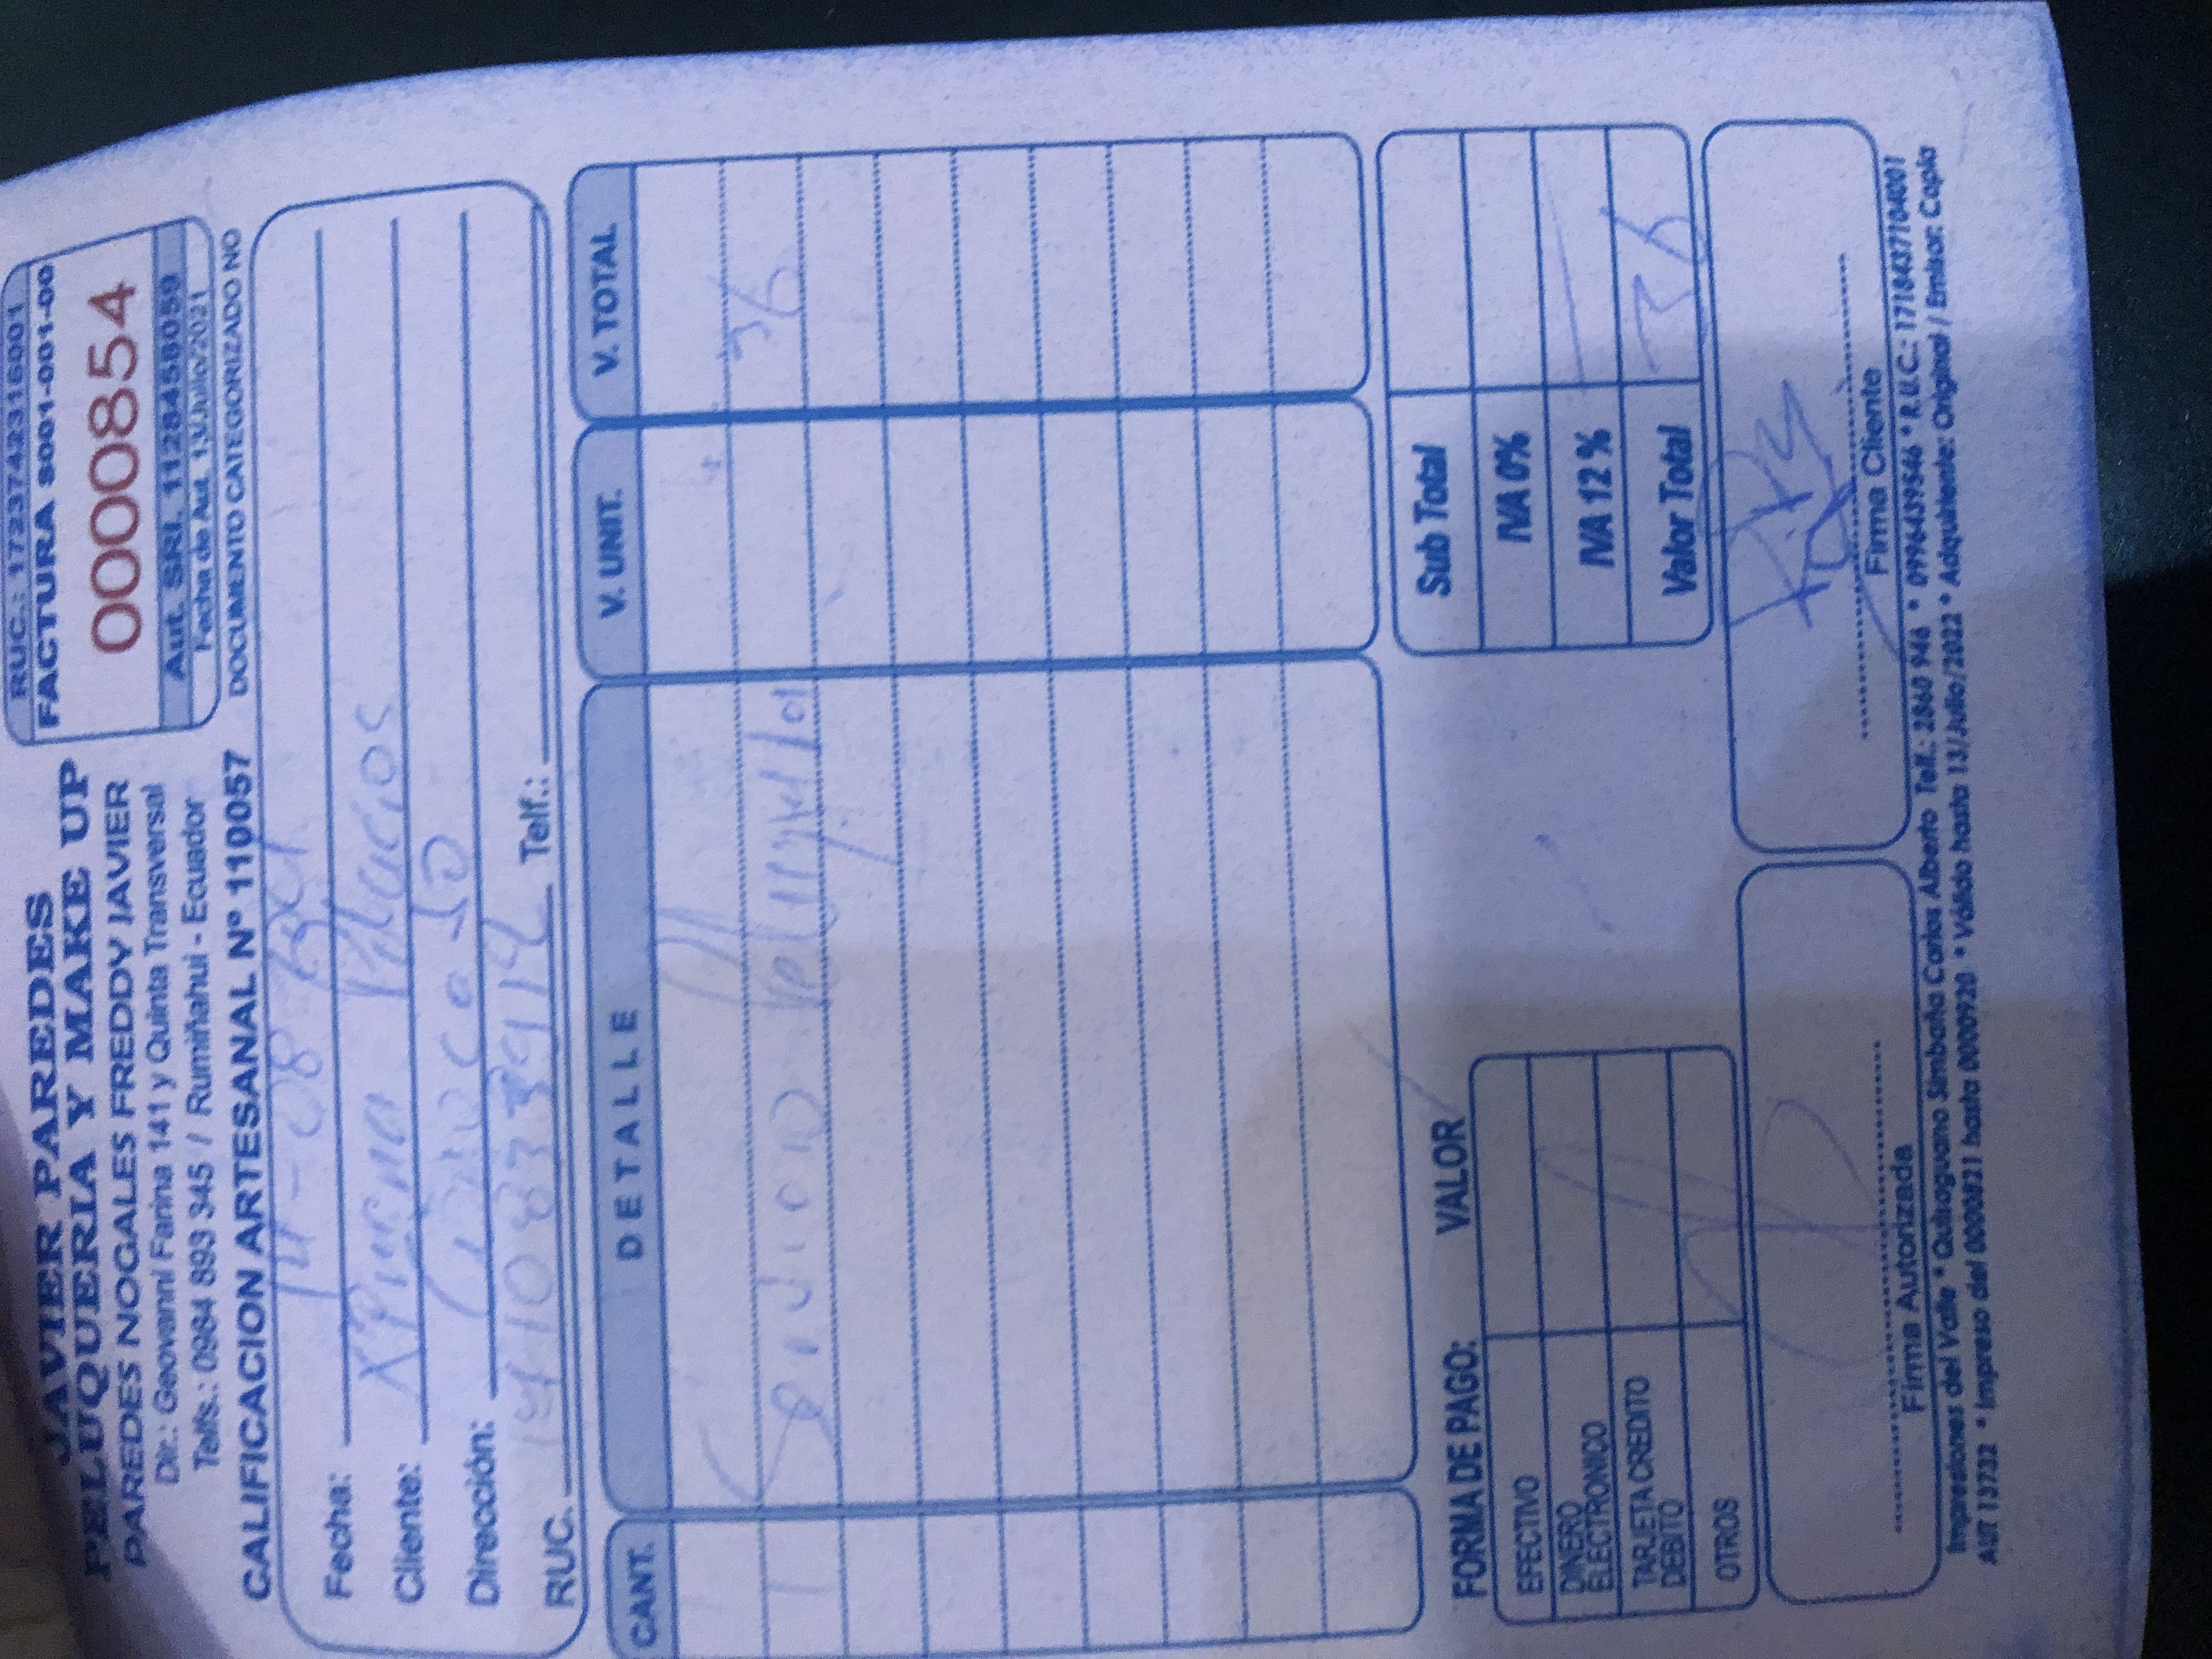 JAVIER PAREDES
PELUQUERIA Y MAKE UP
PAREDES NOGALES FREDDY JAVIER
Dir.: Geovanni Farina 141 y Quinta Transversal
Telfs.: 0984 893 345 / Rumiñahui - Ecuador
CALIFICACION ARTESANAL Nº 110057
RUC.: 1723742316001
FACTURA S001-001-00
0000854
Aut. SRI. 1128458059
Fecha de Aut. 13/Julio/2021
DOCUMENTO CATEGORIZADO NO
Fecha: 14-08-2021
Cliente: Ximena Palacios
Dirección:
RUC. Telf.:
CANT. DETALLE V. UNIT. V. TOTAL
1 Servicio 36
FORMA DE PAGO: VALOR
EFECTIVO
DINERO ELECTRONICO
TARJETA CREDITO DEBITO
OTROS
Sub Total
IVA 0%
IVA 12 %
Valor Total 36
Firma Autorizada
Firma Cliente
Impresiones del Valle * Quisaguano Simbaña Carlos Alberto Telf.: 2860 946 * 0996439546 * R.U.C.: 1718437104001
AUT 13732 * Impreso del 0000821 hasta 0000920 * Válido hasta 13/Julio/2022 * Adquiriente: Original / Emisor: Copia